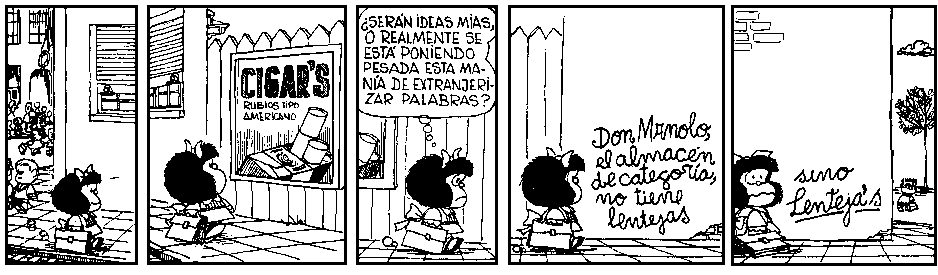 CIGAR'S
RUBIOS TIPO
AMERICANO
¿SERÁN IDEAS MÍAS,
O REALMENTE SE
ESTÁ PONIENDO
PESADA ESTA MA-
NÍA DE EXTRANJERI-
ZAR PALABRAS?
Don Manolo,
el almacén
de categoría,
no tiene
lentejas
sino
Lenteja's